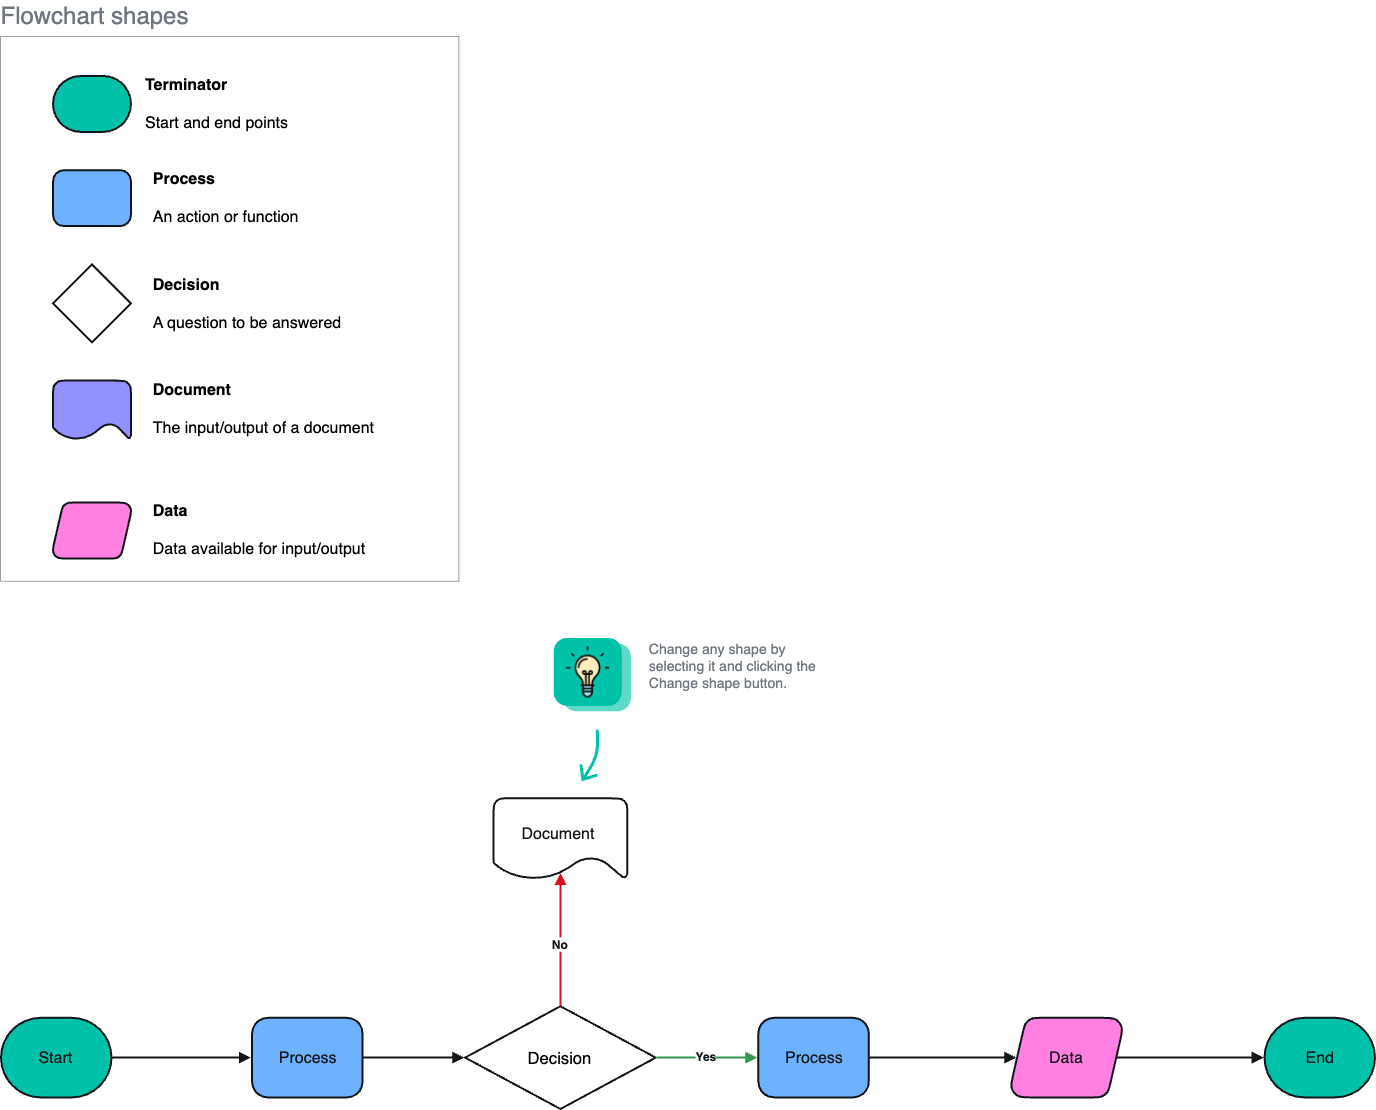 Flowchart shapes
Terminator
Start and end points
Process
An action or function
Decision
A question to be answered
Document
The input/output of a document
Data
Data available for input/output
Change any shape by
selecting it and clicking the
Change shape button.
Document
No
Start
Process
Decision
Yes
Process
Data
End